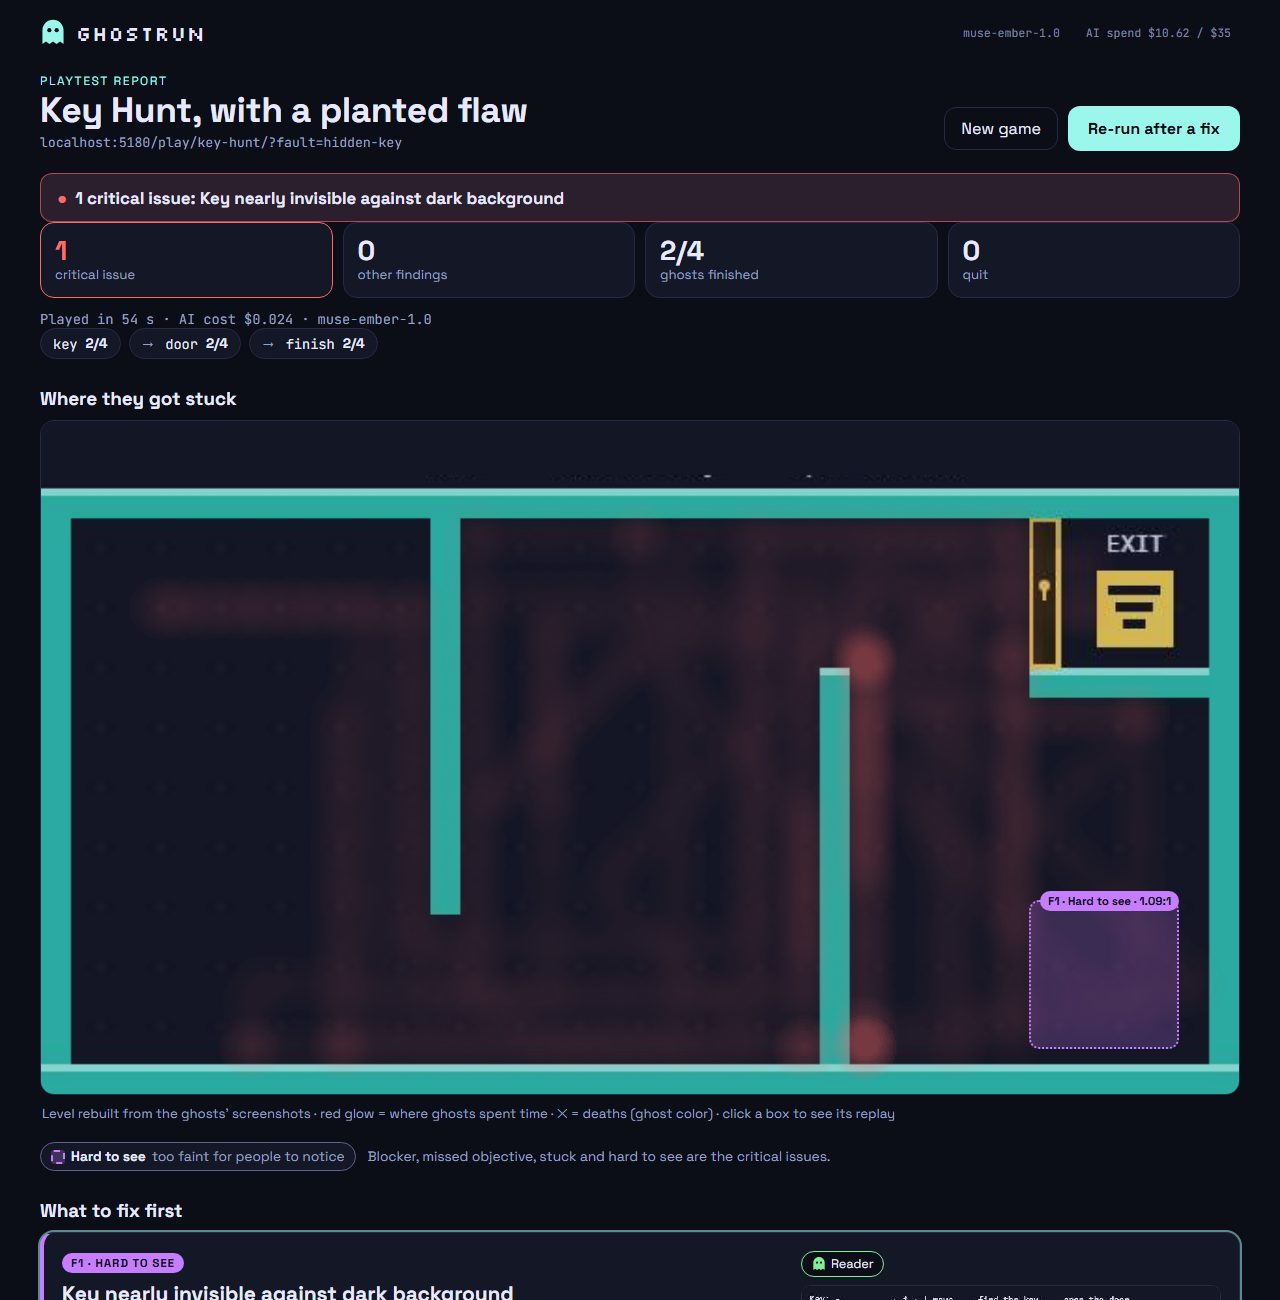 GHOSTRUN
muse-ember-1.0 AI spend $10.62 / $35
PLAYTEST REPORT
Key Hunt, with a planted flaw
localhost:5180/play/key-hunt/?fault=hidden-key
New game
Re-run after a fix
1 critical issue: Key nearly invisible against dark background
1
critical issue
0
other findings
2/4
ghosts finished
0
quit
Played in 54 s · AI cost $0.024 · muse-ember-1.0
key 2/4
→ door 2/4
→ finish 2/4
Where they got stuck
EXIT
F1 · Hard to see · 1.09:1
Level rebuilt from the ghosts' screenshots · red glow = where ghosts spent time · ✕ = deaths (ghost color) · click a box to see its replay
Hard to see too faint for people to notice
Blocker, missed objective, stuck and hard to see are the critical issues.
What to fix first
F1 · HARD TO SEE
Reader
Key nearly invisible against dark background